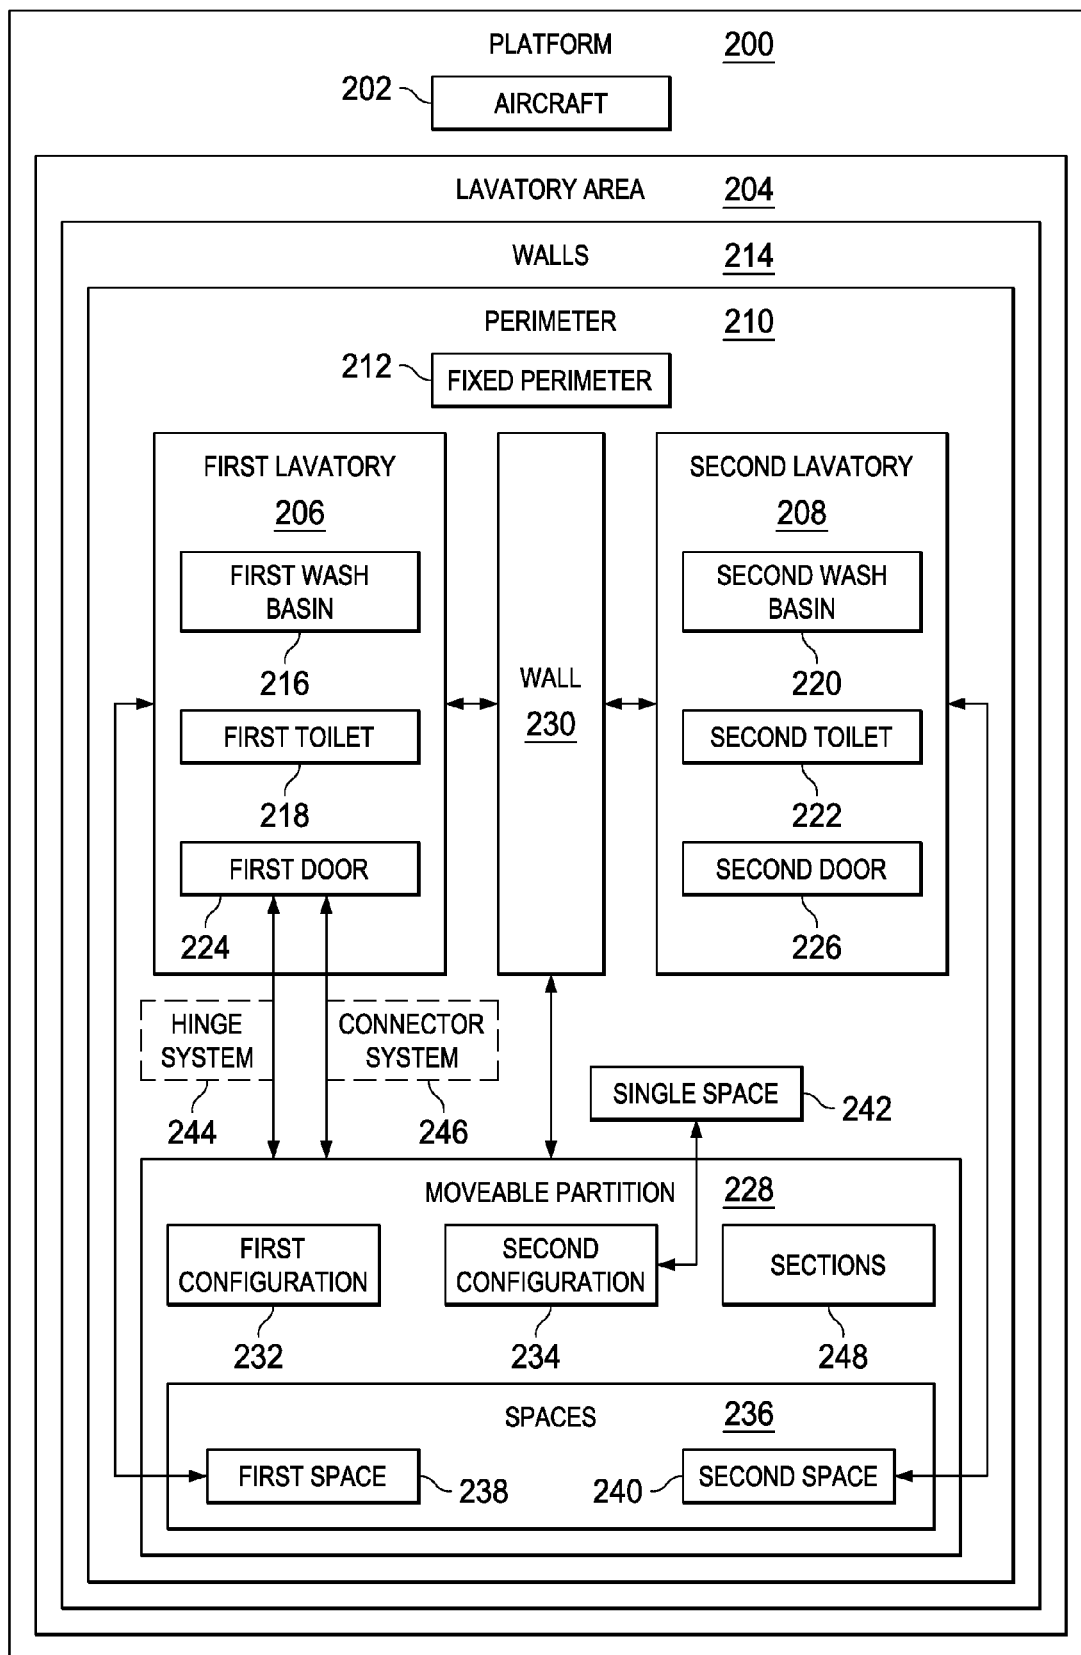 PLATFORM 200
202 AIRCRAFT
LAVATORY AREA 204
WALLS 214
PERIMETER 210
212 FIXED PERIMETER
FIRST LAVATORY
206
FIRST WASH
BASIN
216
FIRST TOILET
218
FIRST DOOR
224
WALL
230
SECOND LAVATORY
208
SECOND WASH
BASIN
220
SECOND TOILET
222
SECOND DOOR
226
HINGE
SYSTEM
244
CONNECTOR
SYSTEM
246
SINGLE SPACE 242
MOVEABLE PARTITION 228
FIRST
CONFIGURATION
232
SECOND
CONFIGURATION
234
SECTIONS
248
SPACES 236
FIRST SPACE 238
240 SECOND SPACE